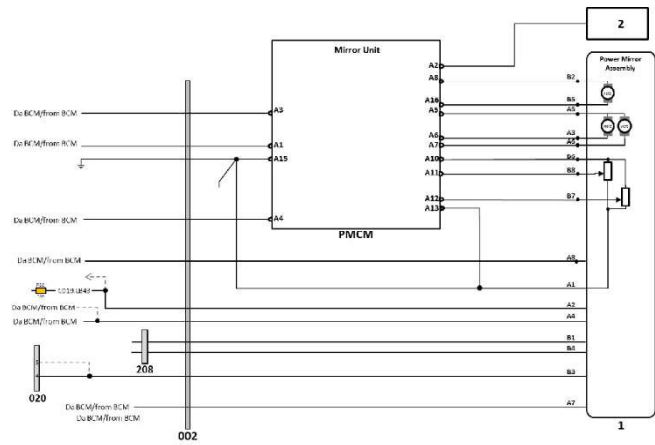 2
Mirror Unit
Power Mirror
Assembly
A2
A8
B2
A16
B5
A5
A5
Da BCM/from BCM
A3
A6
A3
A7
A6
Da BCM/from BCM
A1
A15
A10
B6
A11
B8
A12
B7
A13
Da BCM/from BCM
A4
PMCM
Da BCM/from BCM
A8
A1
A2
Da BCM/from BCM
Da BCM/from BCM
A4
B1
B4
208
B3
020
Da BCM/from BCM
A7
Da BCM/from BCM
002
1